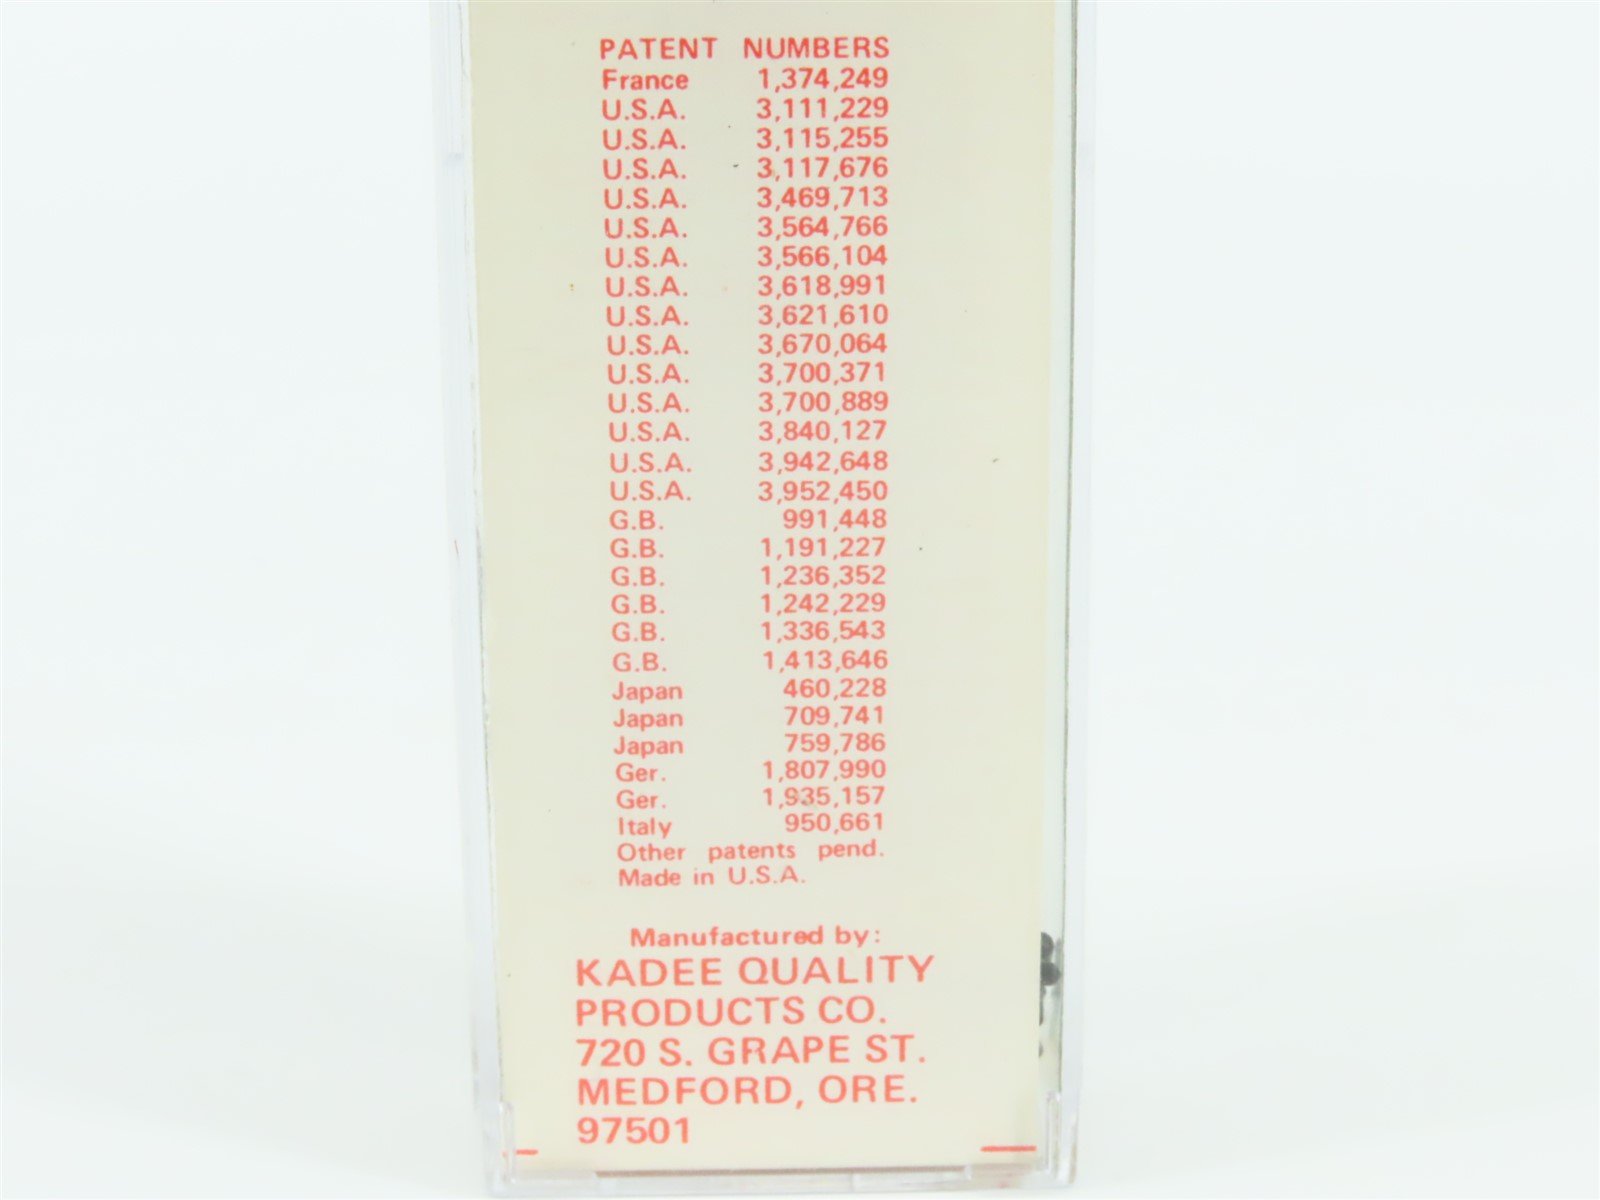 PATENT NUMBERS
France 1,374,249
U.S.A. 3,111,229
U.S.A. 3,115,255
U.S.A. 3,117,676
U.S.A. 3,469,713
U.S.A. 3,564,766
U.S.A. 3,566,104
U.S.A. 3,618,991
U.S.A. 3,621,610
U.S.A. 3,670,064
U.S.A. 3,700,371
U.S.A. 3,700,889
U.S.A. 3,840,127
U.S.A. 3,942,648
U.S.A. 3,952,450
G.B. 991,448
G.B. 1,191,227
G.B. 1,236,352
G.B. 1,242,229
G.B. 1,336,543
G.B. 1,413,646
Japan 460,228
Japan 709,741
Japan 759,786
Ger. 1,807,990
Ger. 1,935,157
Italy 950,661
Other patents pend.
Made in U.S.A.
Manufactured by:
KADEE QUALITY
PRODUCTS CO.
720 S. GRAPE ST.
MEDFORD, ORE.
97501